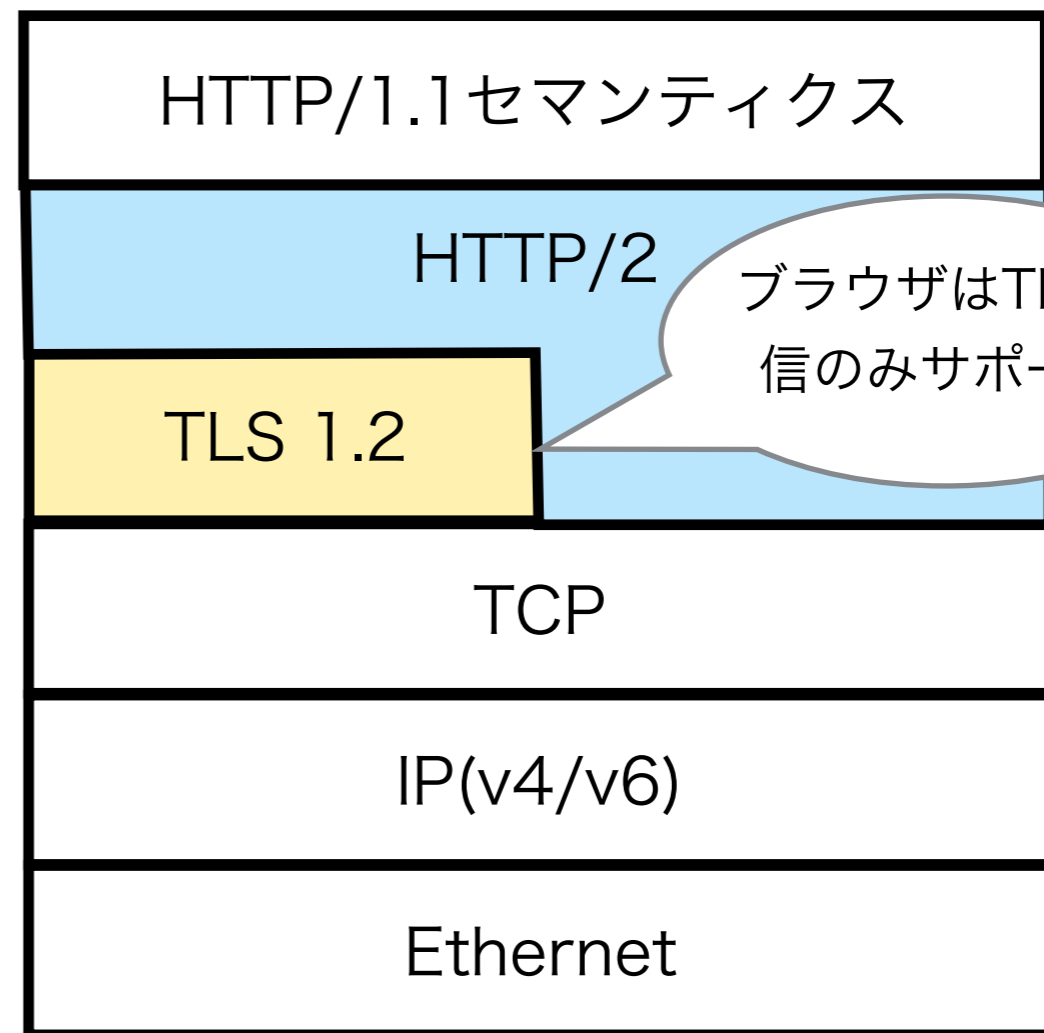 HTTP/1.1セマンティクス
HTTP/2
ブラウザはT
信のみサポー
TLS 1.2
TCP
IP(v4/v6)
Ethernet